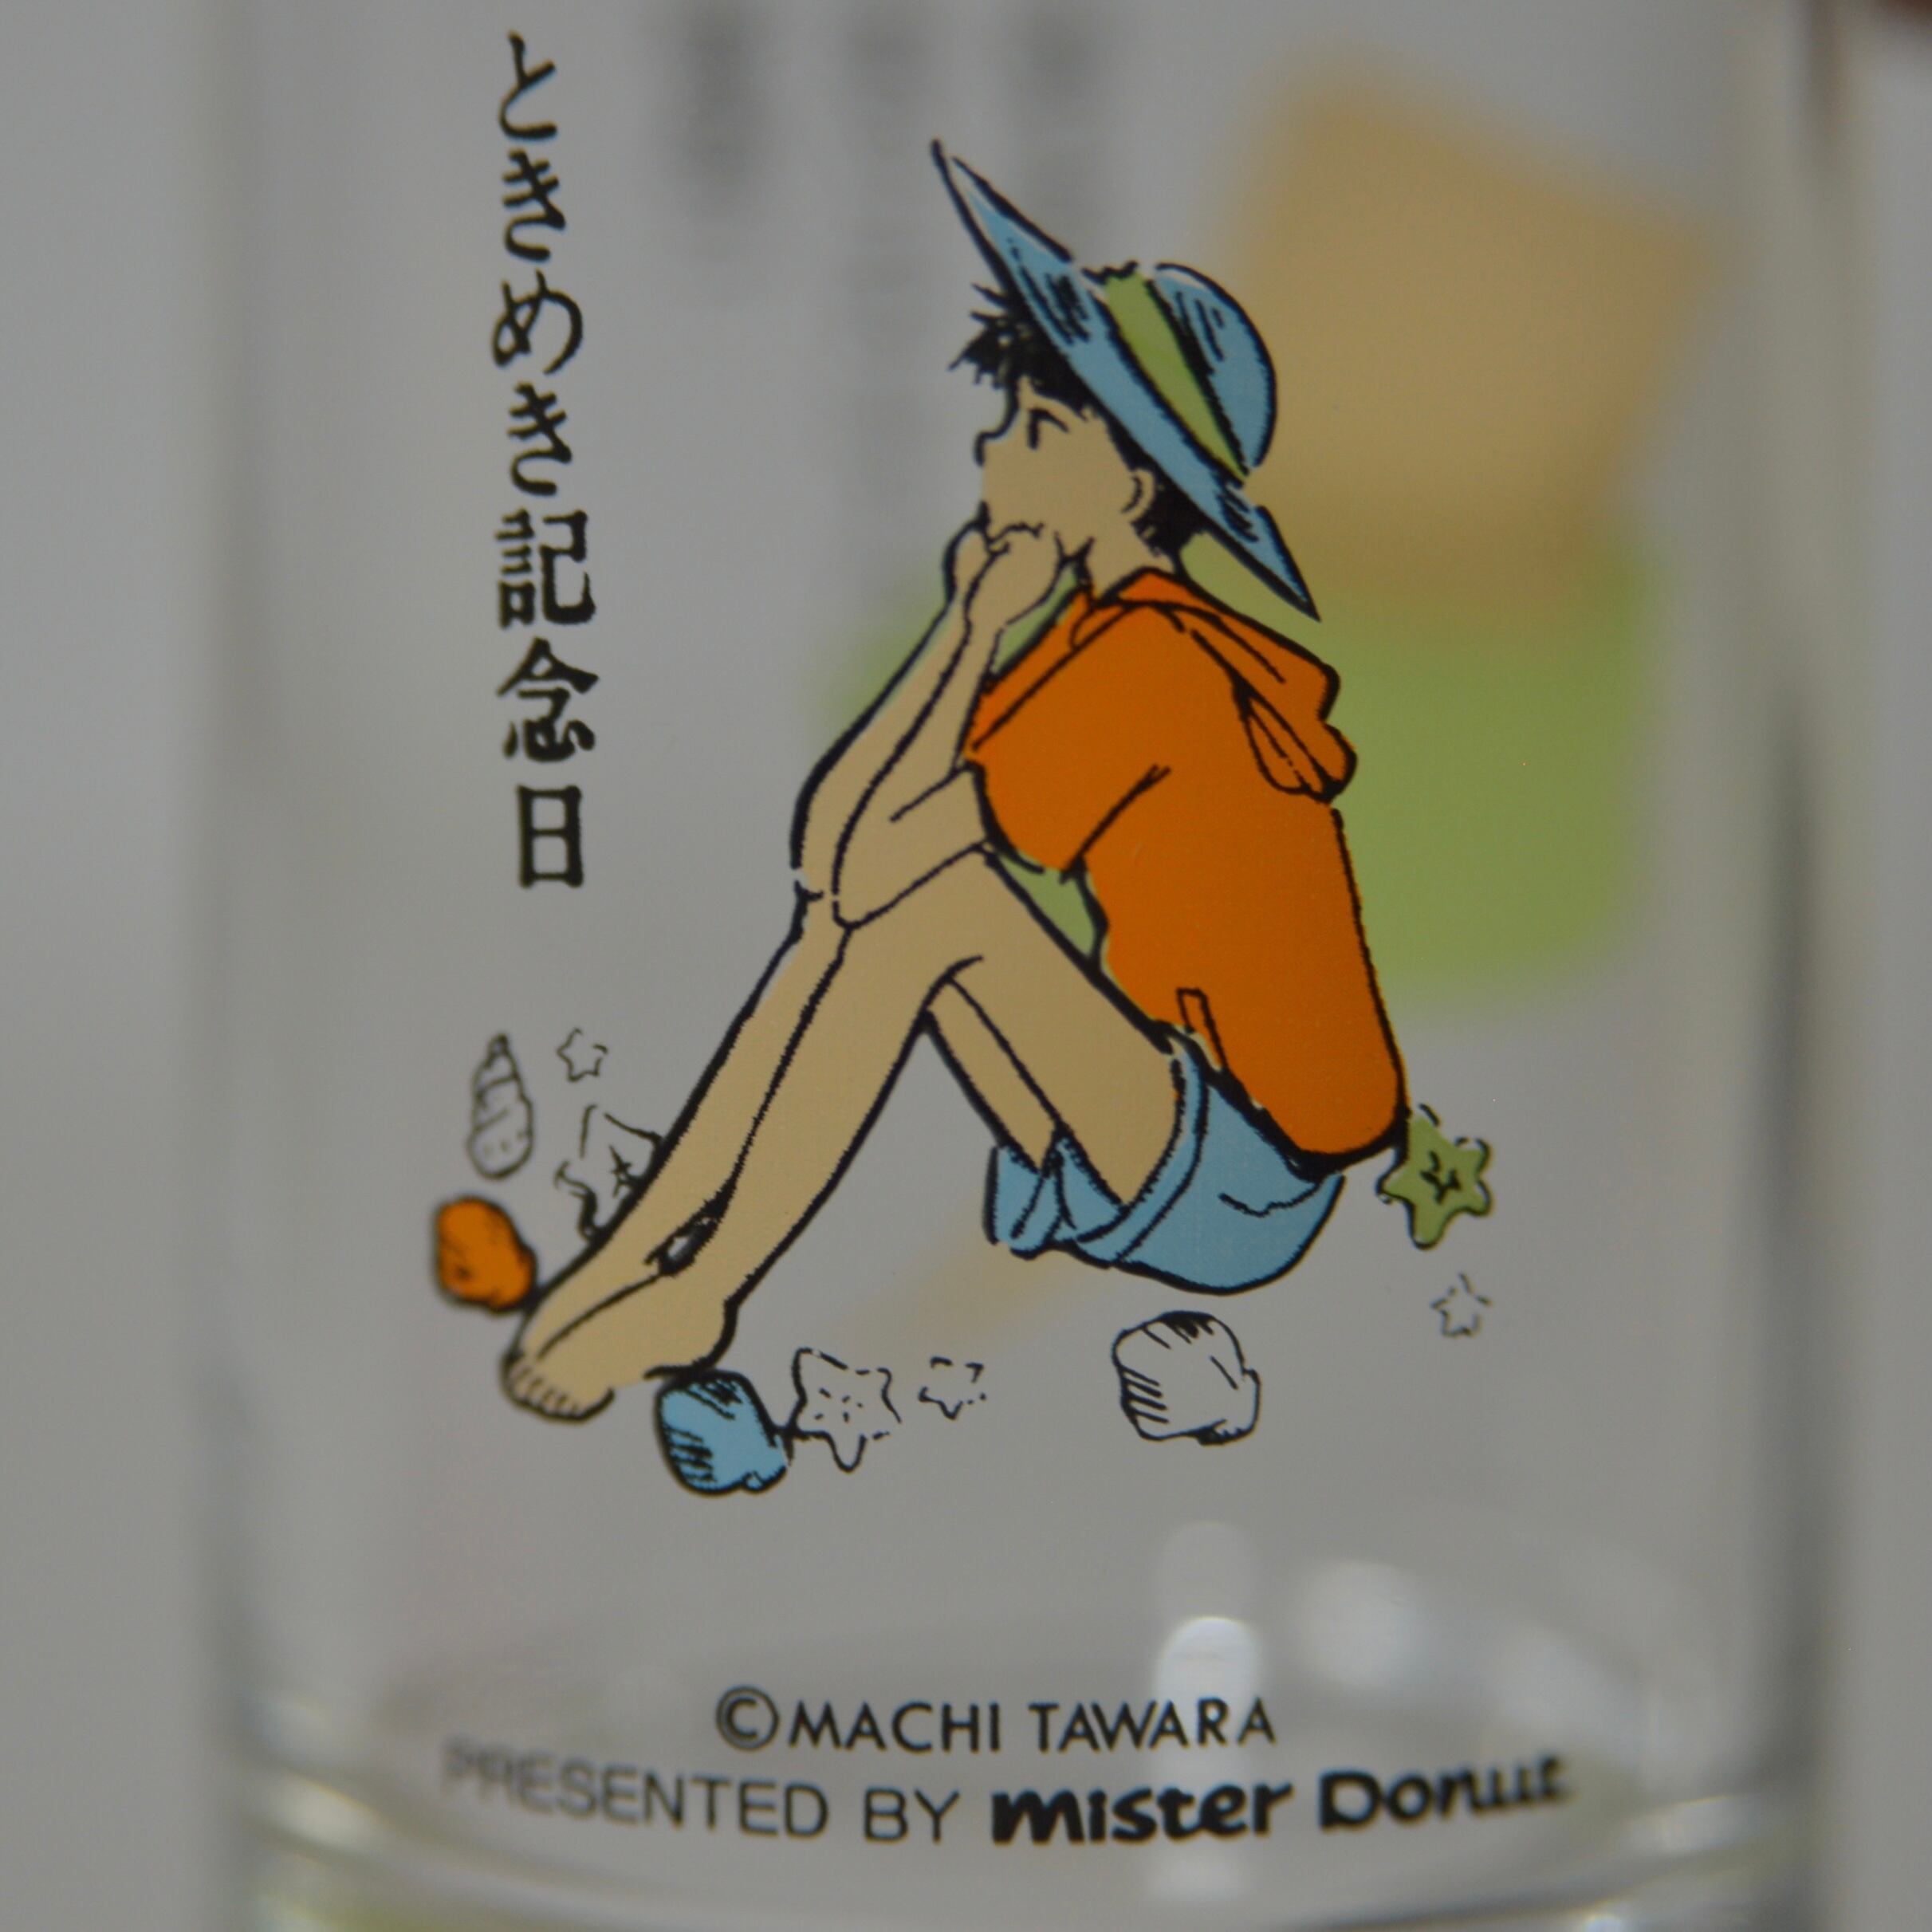 ときめき記念日
©MACHI TAWARA
PRESENTED BY mister Donut